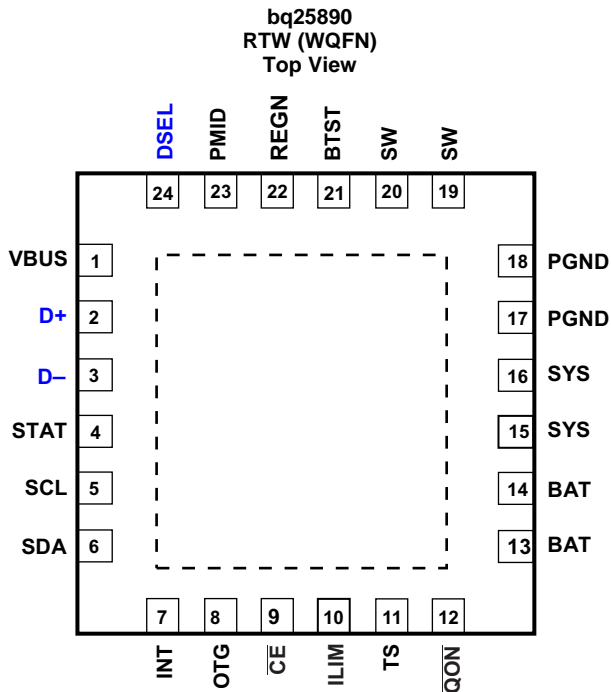 bq25890
RTW (WQFN)
Top View
DSEL PMID REGN BTST SW SW
24 23 22 21 20 19
VBUS 1 18 PGND
D+ 2 17 PGND
D– 3 16 SYS
STAT 4 15 SYS
SCL 5 14 BAT
SDA 6 13 BAT
7 8 9 10 11 12
INT OTG C̅E̅ ILIM TS Q̅O̅N̅